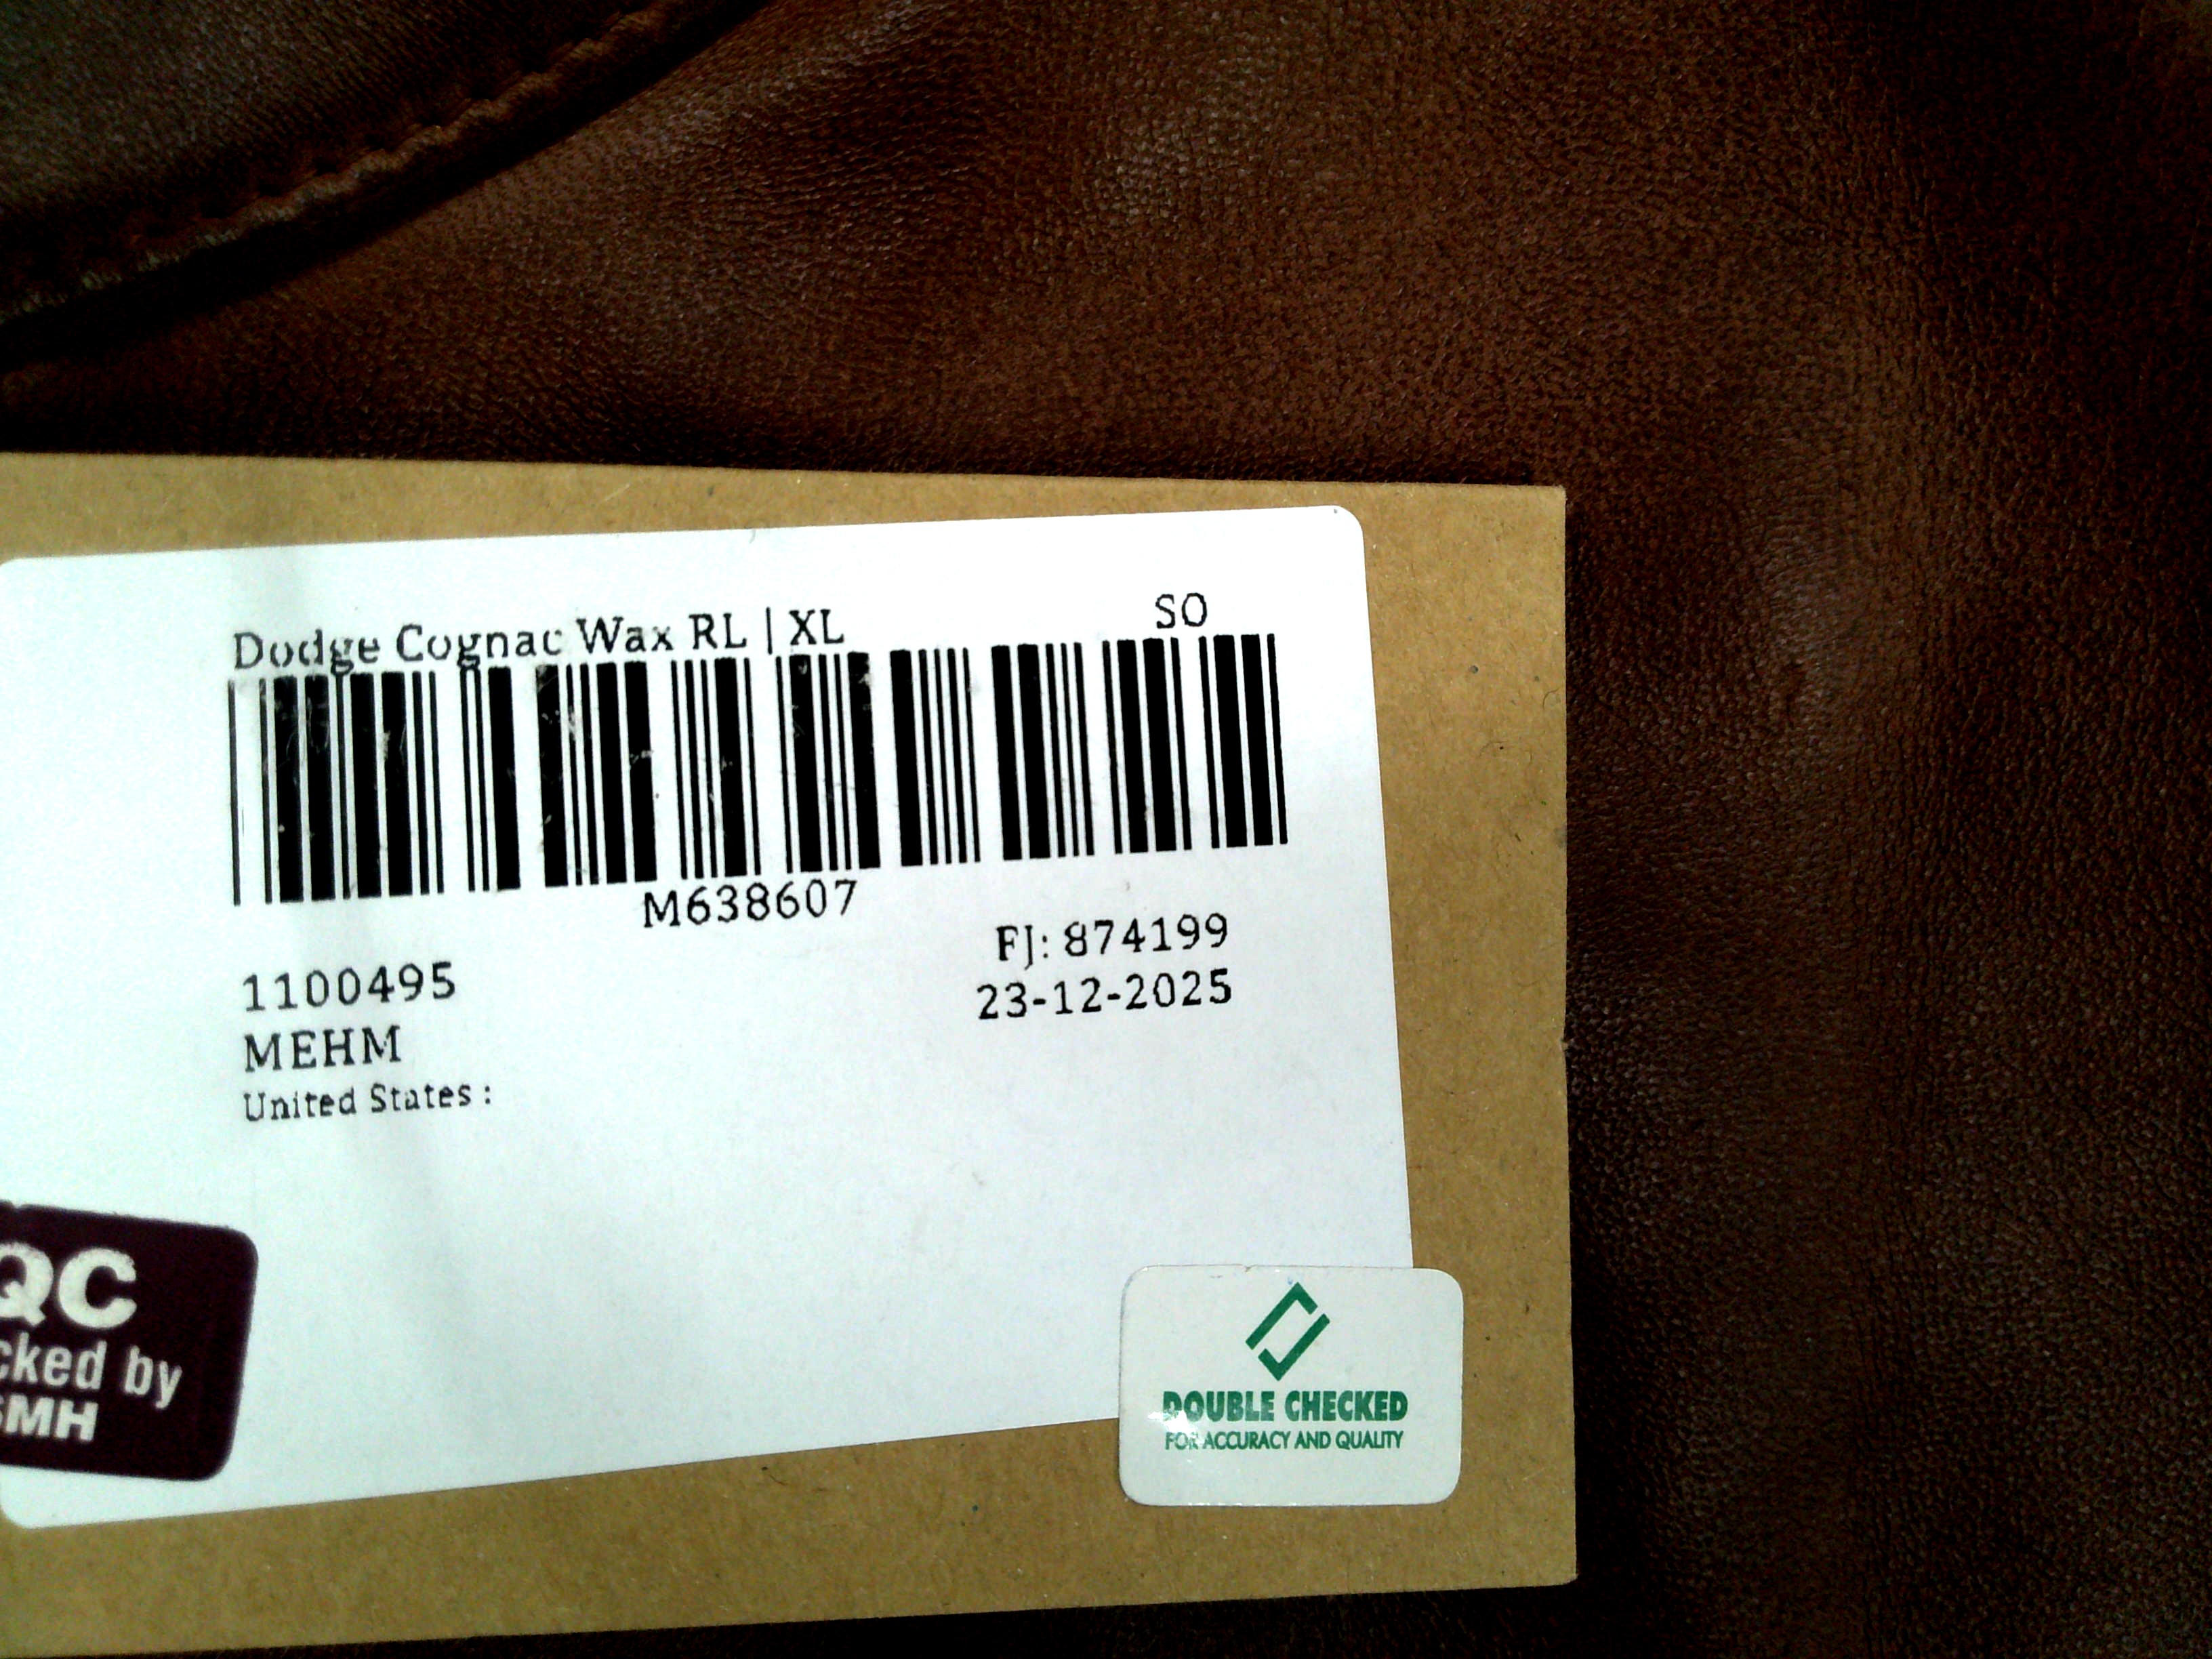 Dodge Cognac Wax RL | XL
SO
M638607
FJ: 874199
1100495
23-12-2025
MEHM
United States :
QC
cked by
SMH
DOUBLE CHECKED
FOR ACCURACY AND QUALITY